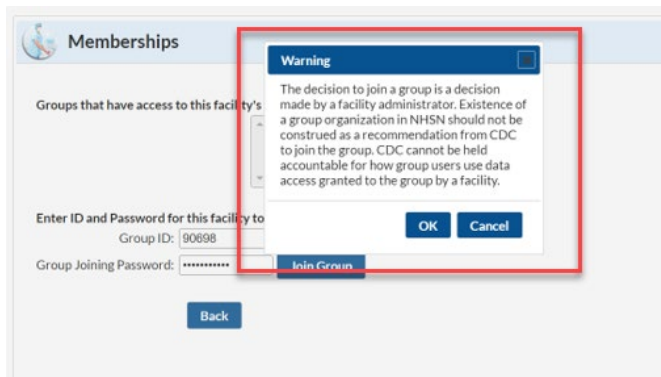 Memberships
Warning
The decision to join a group is a decision
made by a facility administrator. Existence of
a group organization in NHSN should not be
construed as a recommendation from CDC
to join the group. CDC cannot be held
accountable for how group users use data
access granted to the group by a facility.
OK Cancel
Groups that have access to this facility's
Enter ID and Password for this facility to
Group ID: 90698
Group Joining Password: •••••••••••
Join Group
Back